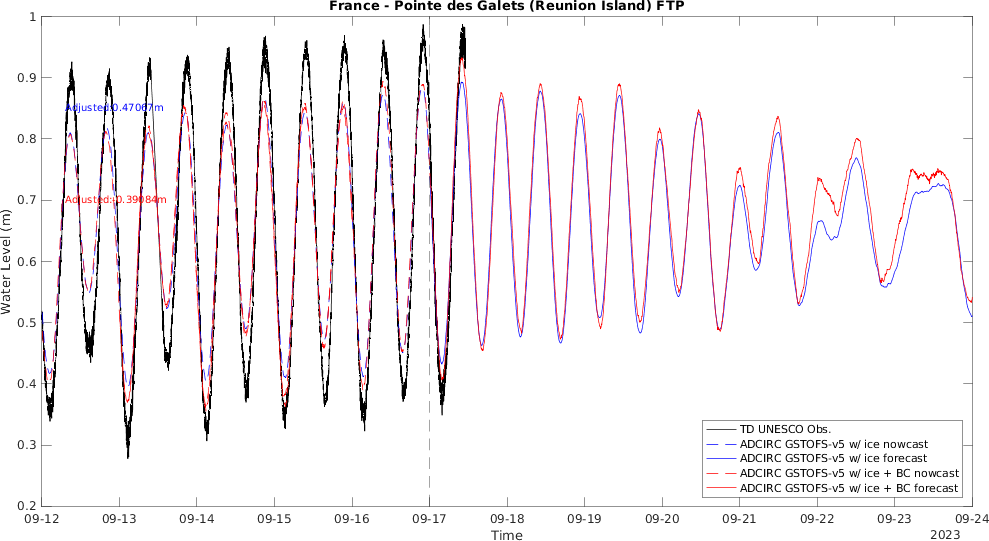 France - Pointe des Galets (Reunion Island) FTP
1
0.9
0.8
0.7
0.6
0.5
0.4
0.3
0.2
Water Level (m)
Adjusted:0.47067m
Adjusted:-0.39084m
TD UNESCO Obs.
ADCIRC GSTOFS-v5 w/ ice nowcast
ADCIRC GSTOFS-v5 w/ ice forecast
ADCIRC GSTOFS-v5 w/ ice + BC nowcast
ADCIRC GSTOFS-v5 w/ ice + BC forecast
09-12 09-13 09-14 09-15 09-16 09-17 09-18 09-19 09-20 09-21 09-22 09-23 09-24
Time
2023